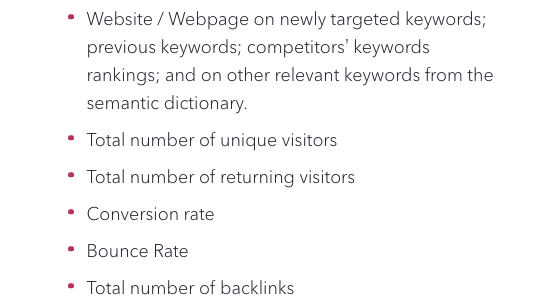 Website / Webpage on newly targeted keywords;
previous keywords; competitors’ keywords
rankings; and on other relevant keywords from the
semantic dictionary.
Total number of unique visitors
Total number of returning visitors
Conversion rate
Bounce Rate
Total number of backlinks